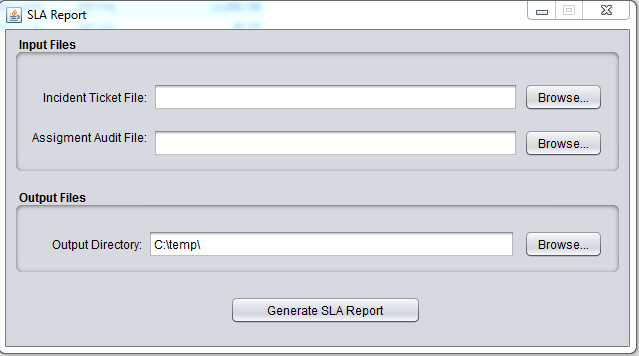 SLA Report
Input Files
Incident Ticket File: Browse...
Assigment Audit File: Browse...
Output Files
Output Directory: C:\temp\ Browse...
Generate SLA Report